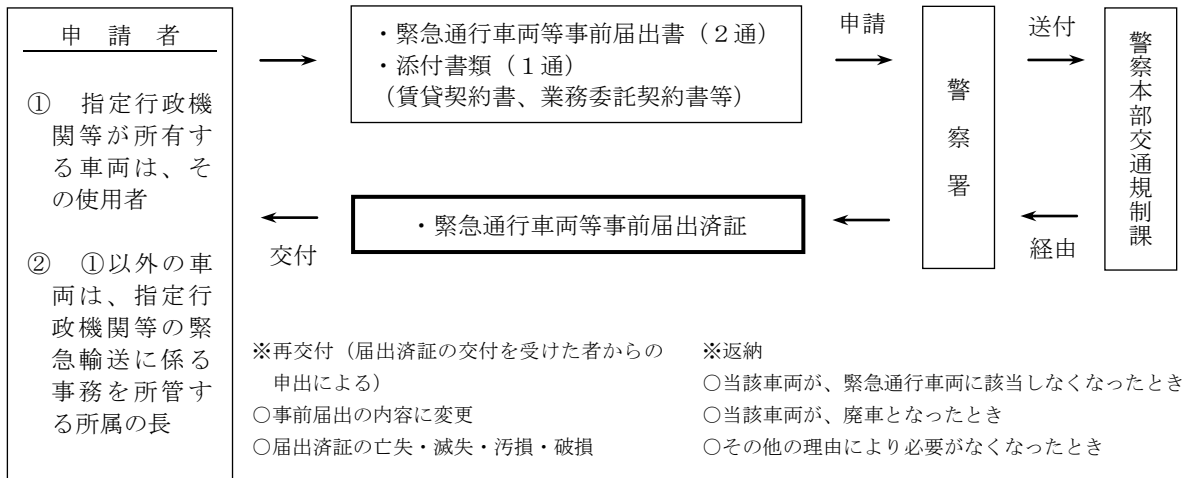 申請者
① 指定行政機
関等が所有す
る車両は、そ
の使用者
② ①以外の車
両は、指定行
政機関等の緊
急輸送に係る
事務を所管す
る所属の長
・緊急通行車両等事前届出書(2通)
・添付書類(1通)
(賃貸契約書、業務委託契約書等)
申請
警察署
送付
警察本部交通規制課
経由
・緊急通行車両等事前届出済証
交付
※再交付(届出済証の交付を受けた者からの
申出による)
○事前届出の内容に変更
○届出済証の亡失・滅失・汚損・破損
※返納
○当該車両が、緊急通行車両に該当しなくなったとき
○当該車両が、廃車となったとき
○その他の理由により必要がなくなったとき